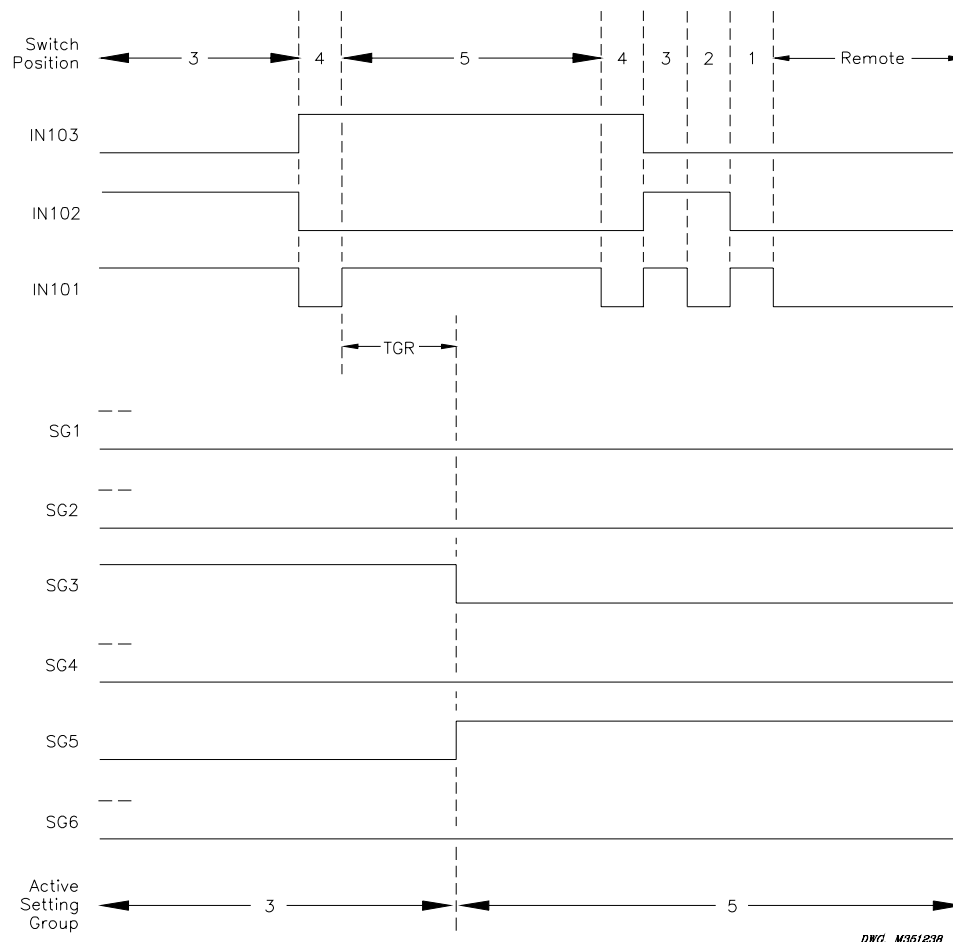 Switch
Position
3
4
5
4
3
2
1
Remote
IN103
IN102
IN101
TGR
SG1
SG2
SG3
SG4
SG5
SG6
Active
Setting
Group
3
5
DWG. M351238